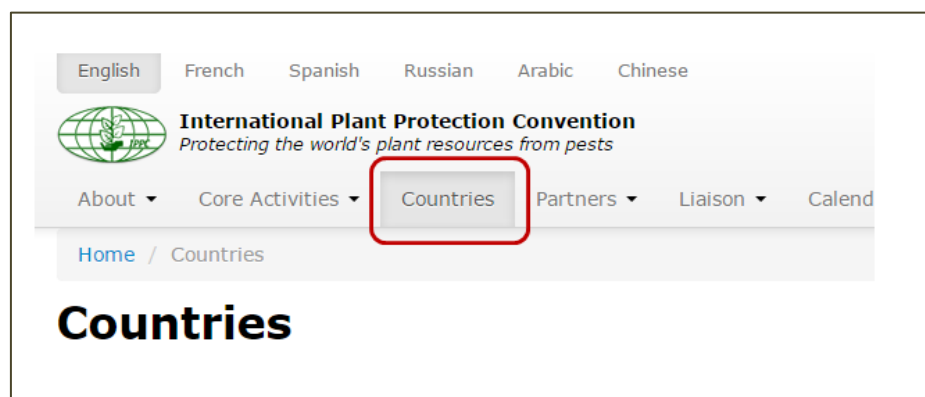 English French Spanish Russian Arabic Chinese
IPPC
International Plant Protection Convention
Protecting the world's plant resources from pests
About Core Activities Countries Partners Liaison Calend
Home / Countries
Countries